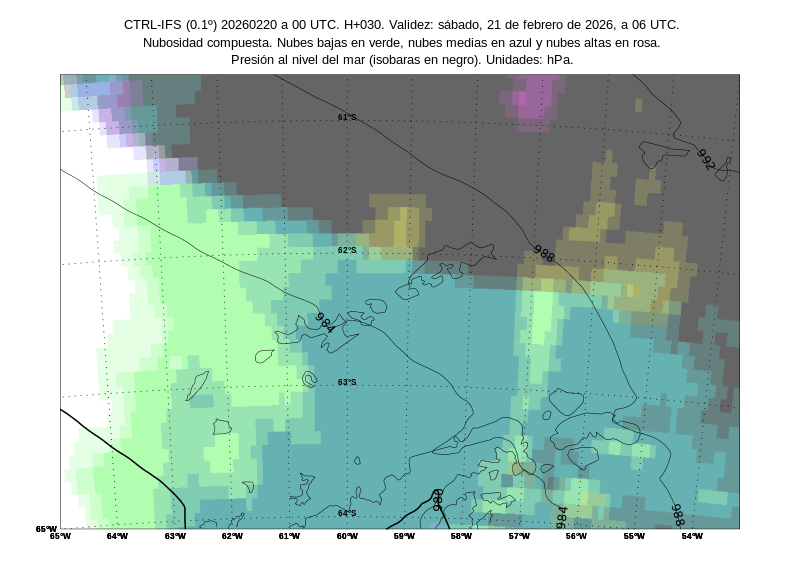 CTRL-IFS (0.1º) 20260220 a 00 UTC. H+030. Validez: sábado, 21 de febrero de 2026, a 06 UTC.
Nubosidad compuesta. Nubes bajas en verde, nubes medias en azul y nubes altas en rosa.
Presión al nivel del mar (isobaras en negro). Unidades: hPa.
61°S
992
62°S
988
984
63°S
980
64°S
984
988
65°W
65°W
64°W
63°W
62°W
61°W
60°W
59°W
58°W
57°W
56°W
55°W
54°W